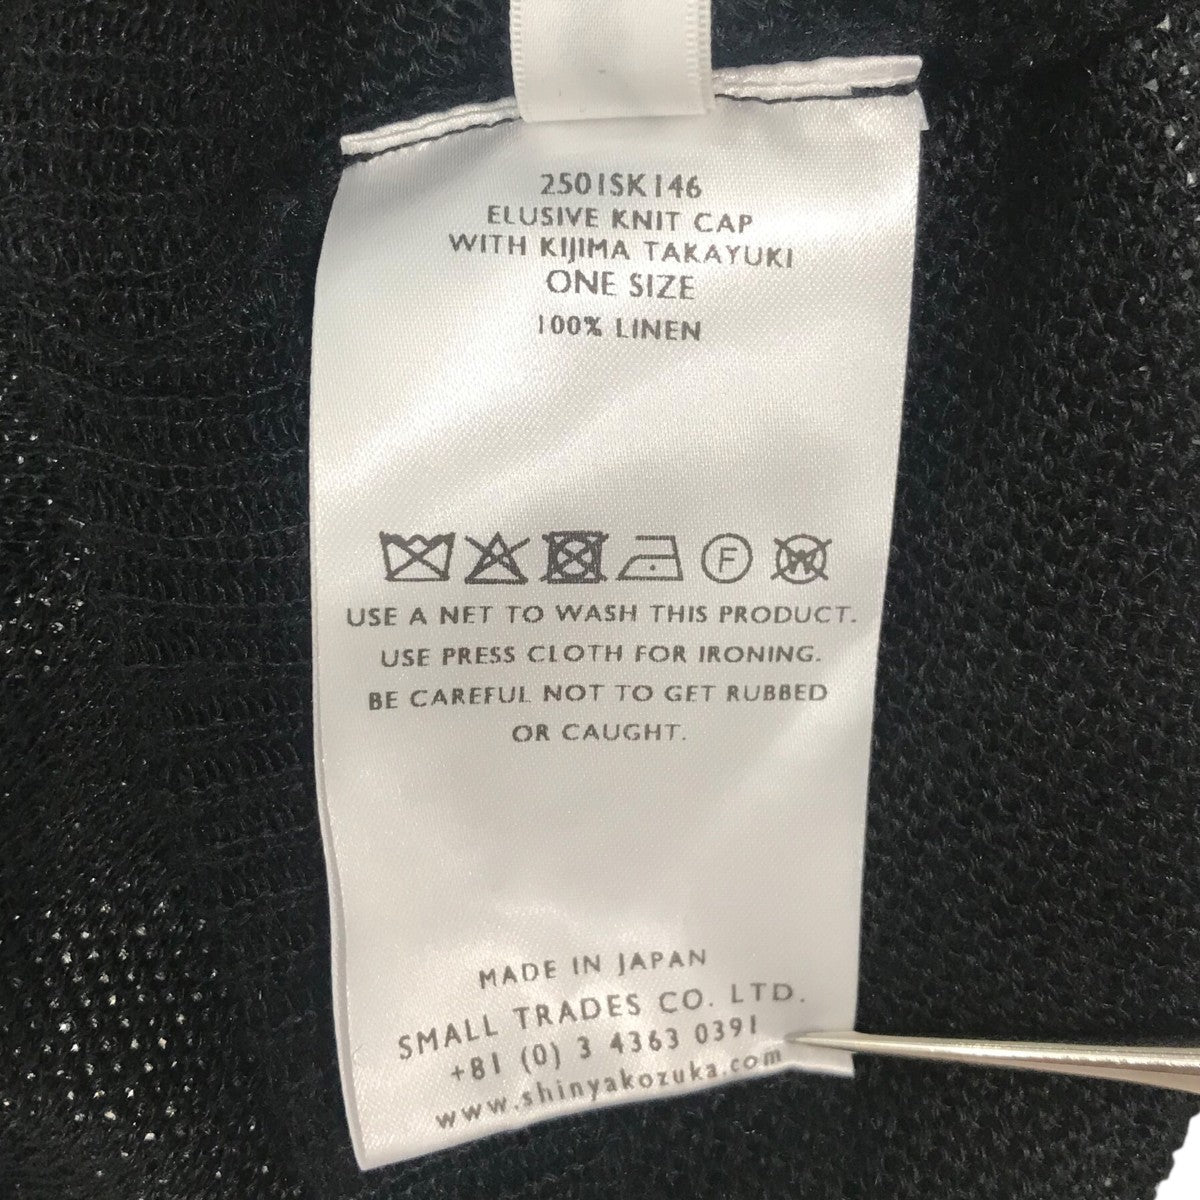 2501SK146
ELUSIVE KNIT CAP
WITH KIJIMA TAKAYUKI
ONE SIZE
100% LINEN
F W
USE A NET TO WASH THIS PRODUCT.
USE PRESS CLOTH FOR IRONING.
BE CAREFUL NOT TO GET RUBBED
OR CAUGHT.
MADE IN JAPAN
SMALL TRADES CO. LTD.
+81 (0) 3 4363 0391
www.shinyakozuka.com